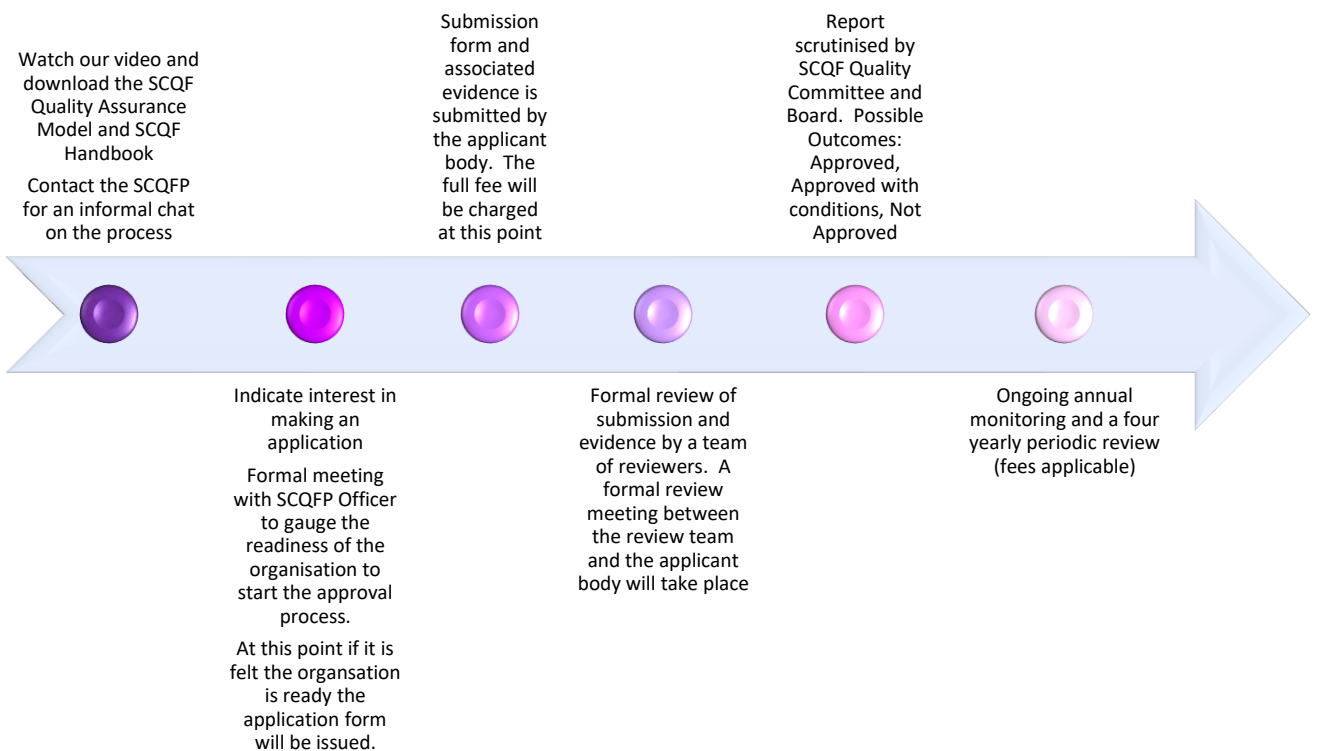 Watch our video and
download the SCQF
Quality Assurance
Model and SCQF
Handbook
Contact the SCQFP
for an informal chat
on the process
Indicate interest in
making an
application
Formal meeting
with SCQFP Officer
to gauge the
readiness of the
organisation to
start the approval
process.
At this point if it is
felt the organsation
is ready the
application form
will be issued.
Submission
form and
associated
evidence is
submitted by
the applicant
body.  The
full fee will
be charged
at this point
Formal review of
submission and
evidence by a team
of reviewers.  A
formal review
meeting between
the review team
and the applicant
body will take place
Report
scrutinised by
SCQF Quality
Committee and
Board.  Possible
Outcomes:
Approved,
Approved with
conditions, Not
Approved
Ongoing annual
monitoring and a four
yearly periodic review
(fees applicable)